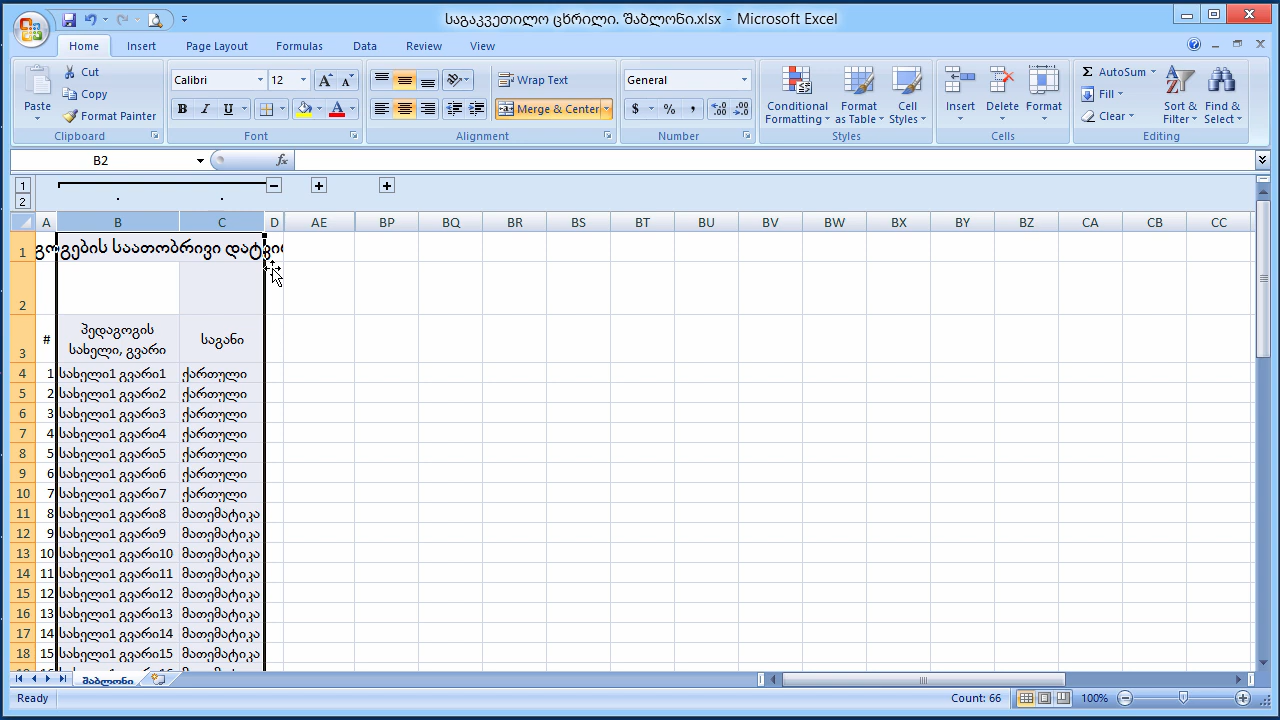 საგაკვეთილო ცხრილი. შაბლონი.xlsx - Microsoft Excel
Home Insert Page Layout Formulas Data Review View
Paste Cut Copy Format Painter Clipboard
Calibri 12 B I U A A A Font
Wrap Text Merge & Center Alignment
General $ % , Number
Conditional Formatting Format as Table Cell Styles Styles
Insert Delete Format Cells
AutoSum Fill Clear Sort & Filter Find & Select Editing
B2 fx
1
2
A B C D AE BP BQ BR BS BT BU BV BW BX BY BZ CA CB CC
1 საათობრივი
2
3 # პედაგოგის სახელი, გვარი საგანი
4 1 სახელი1 გვარი1 ქართული
5 2 სახელი1 გვარი2 ქართული
6 3 სახელი1 გვარი3 ქართული
7 4 სახელი1 გვარი4 ქართული
8 5 სახელი1 გვარი5 ქართული
9 6 სახელი1 გვარი6 ქართული
10 7 სახელი1 გვარი7 ქართული
11 8 სახელი1 გვარი8 მათემატიკა
12 9 სახელი1 გვარი9 მათემატიკა
13 10 სახელი1 გვარი10 მათემატიკა
14 11 სახელი1 გვარი11 მათემატიკა
15 12 სახელი1 გვარი12 მათემატიკა
16 13 სახელი1 გვარი13 მათემატიკა
17 14 სახელი1 გვარი14 მათემატიკა
18 15 სახელი1 გვარი15 მათემატიკა
შაბლონი
Ready Count: 66 100%